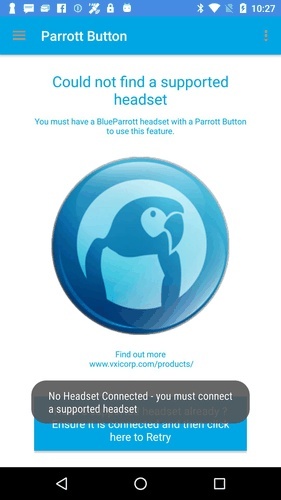 10:27
Parrott Button
Could not find a supported
headset
You must have a BlueParrott headset with a Parrott Button
to use this feature.
Find out more
www.vxicorp.com/products/
No Headset Connected - you must connect
a supported headset
headset already ?
Ensure it is connected and then click
here to Retry